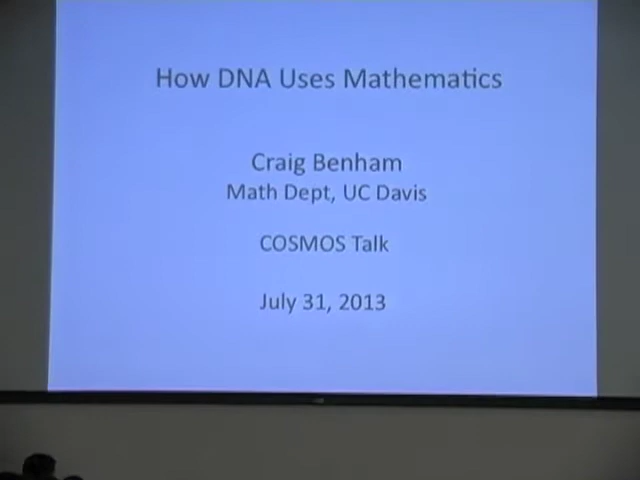 How DNA Uses Mathematics
Craig Benham
Math Dept, UC Davis
COSMOS Talk
July 31, 2013